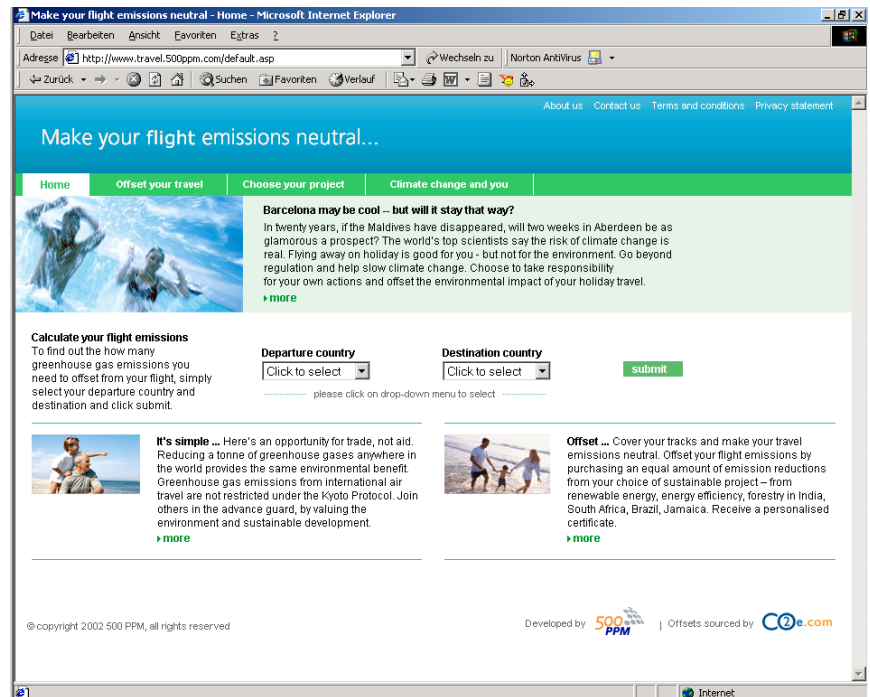 Make your flight emissions neutral - Home - Microsoft Internet Explorer
Datei Bearbeiten Ansicht Favoriten Extras ?
Adresse http://www.travel.500ppm.com/default.asp Wechseln zu Norton AntiVirus
Zurück Suchen Favoriten Verlauf
About us Contact us Terms and conditions Privacy statement
Make your flight emissions neutral...
Home Offset your travel Choose your project Climate change and you
Barcelona may be cool -- but will it stay that way?
In twenty years, if the Maldives have disappeared, will two weeks in Aberdeen be as
glamorous a prospect? The world's top scientists say the risk of climate change is
real. Flying away on holiday is good for you - but not for the environment. Go beyond
regulation and help slow climate change. Choose to take responsibility
for your own actions and offset the environmental impact of your holiday travel.
more
Calculate your flight emissions
To find out the how many
greenhouse gas emissions you
need to offset from your flight, simply
select your departure country and
destination and click submit.
Departure country
Click to select
Destination country
Click to select
submit
please click on drop-down menu to select
It's simple ... Here's an opportunity for trade, not aid.
Reducing a tonne of greenhouse gases anywhere in
the world provides the same environmental benefit.
Greenhouse gas emissions from international air
travel are not restricted under the Kyoto Protocol. Join
others in the advance guard, by valuing the
environment and sustainable development.
more
Offset ... Cover your tracks and make your travel
emissions neutral. Offset your flight emissions by
purchasing an equal amount of emission reductions
from your choice of sustainable project – from
renewable energy, energy efficiency, forestry in India,
South Africa, Brazil, Jamaica. Receive a personalised
certificate.
more
© copyright 2002 500 PPM, all rights reserved
Developed by 500 PPM | Offsets sourced by CO2e.com
Internet